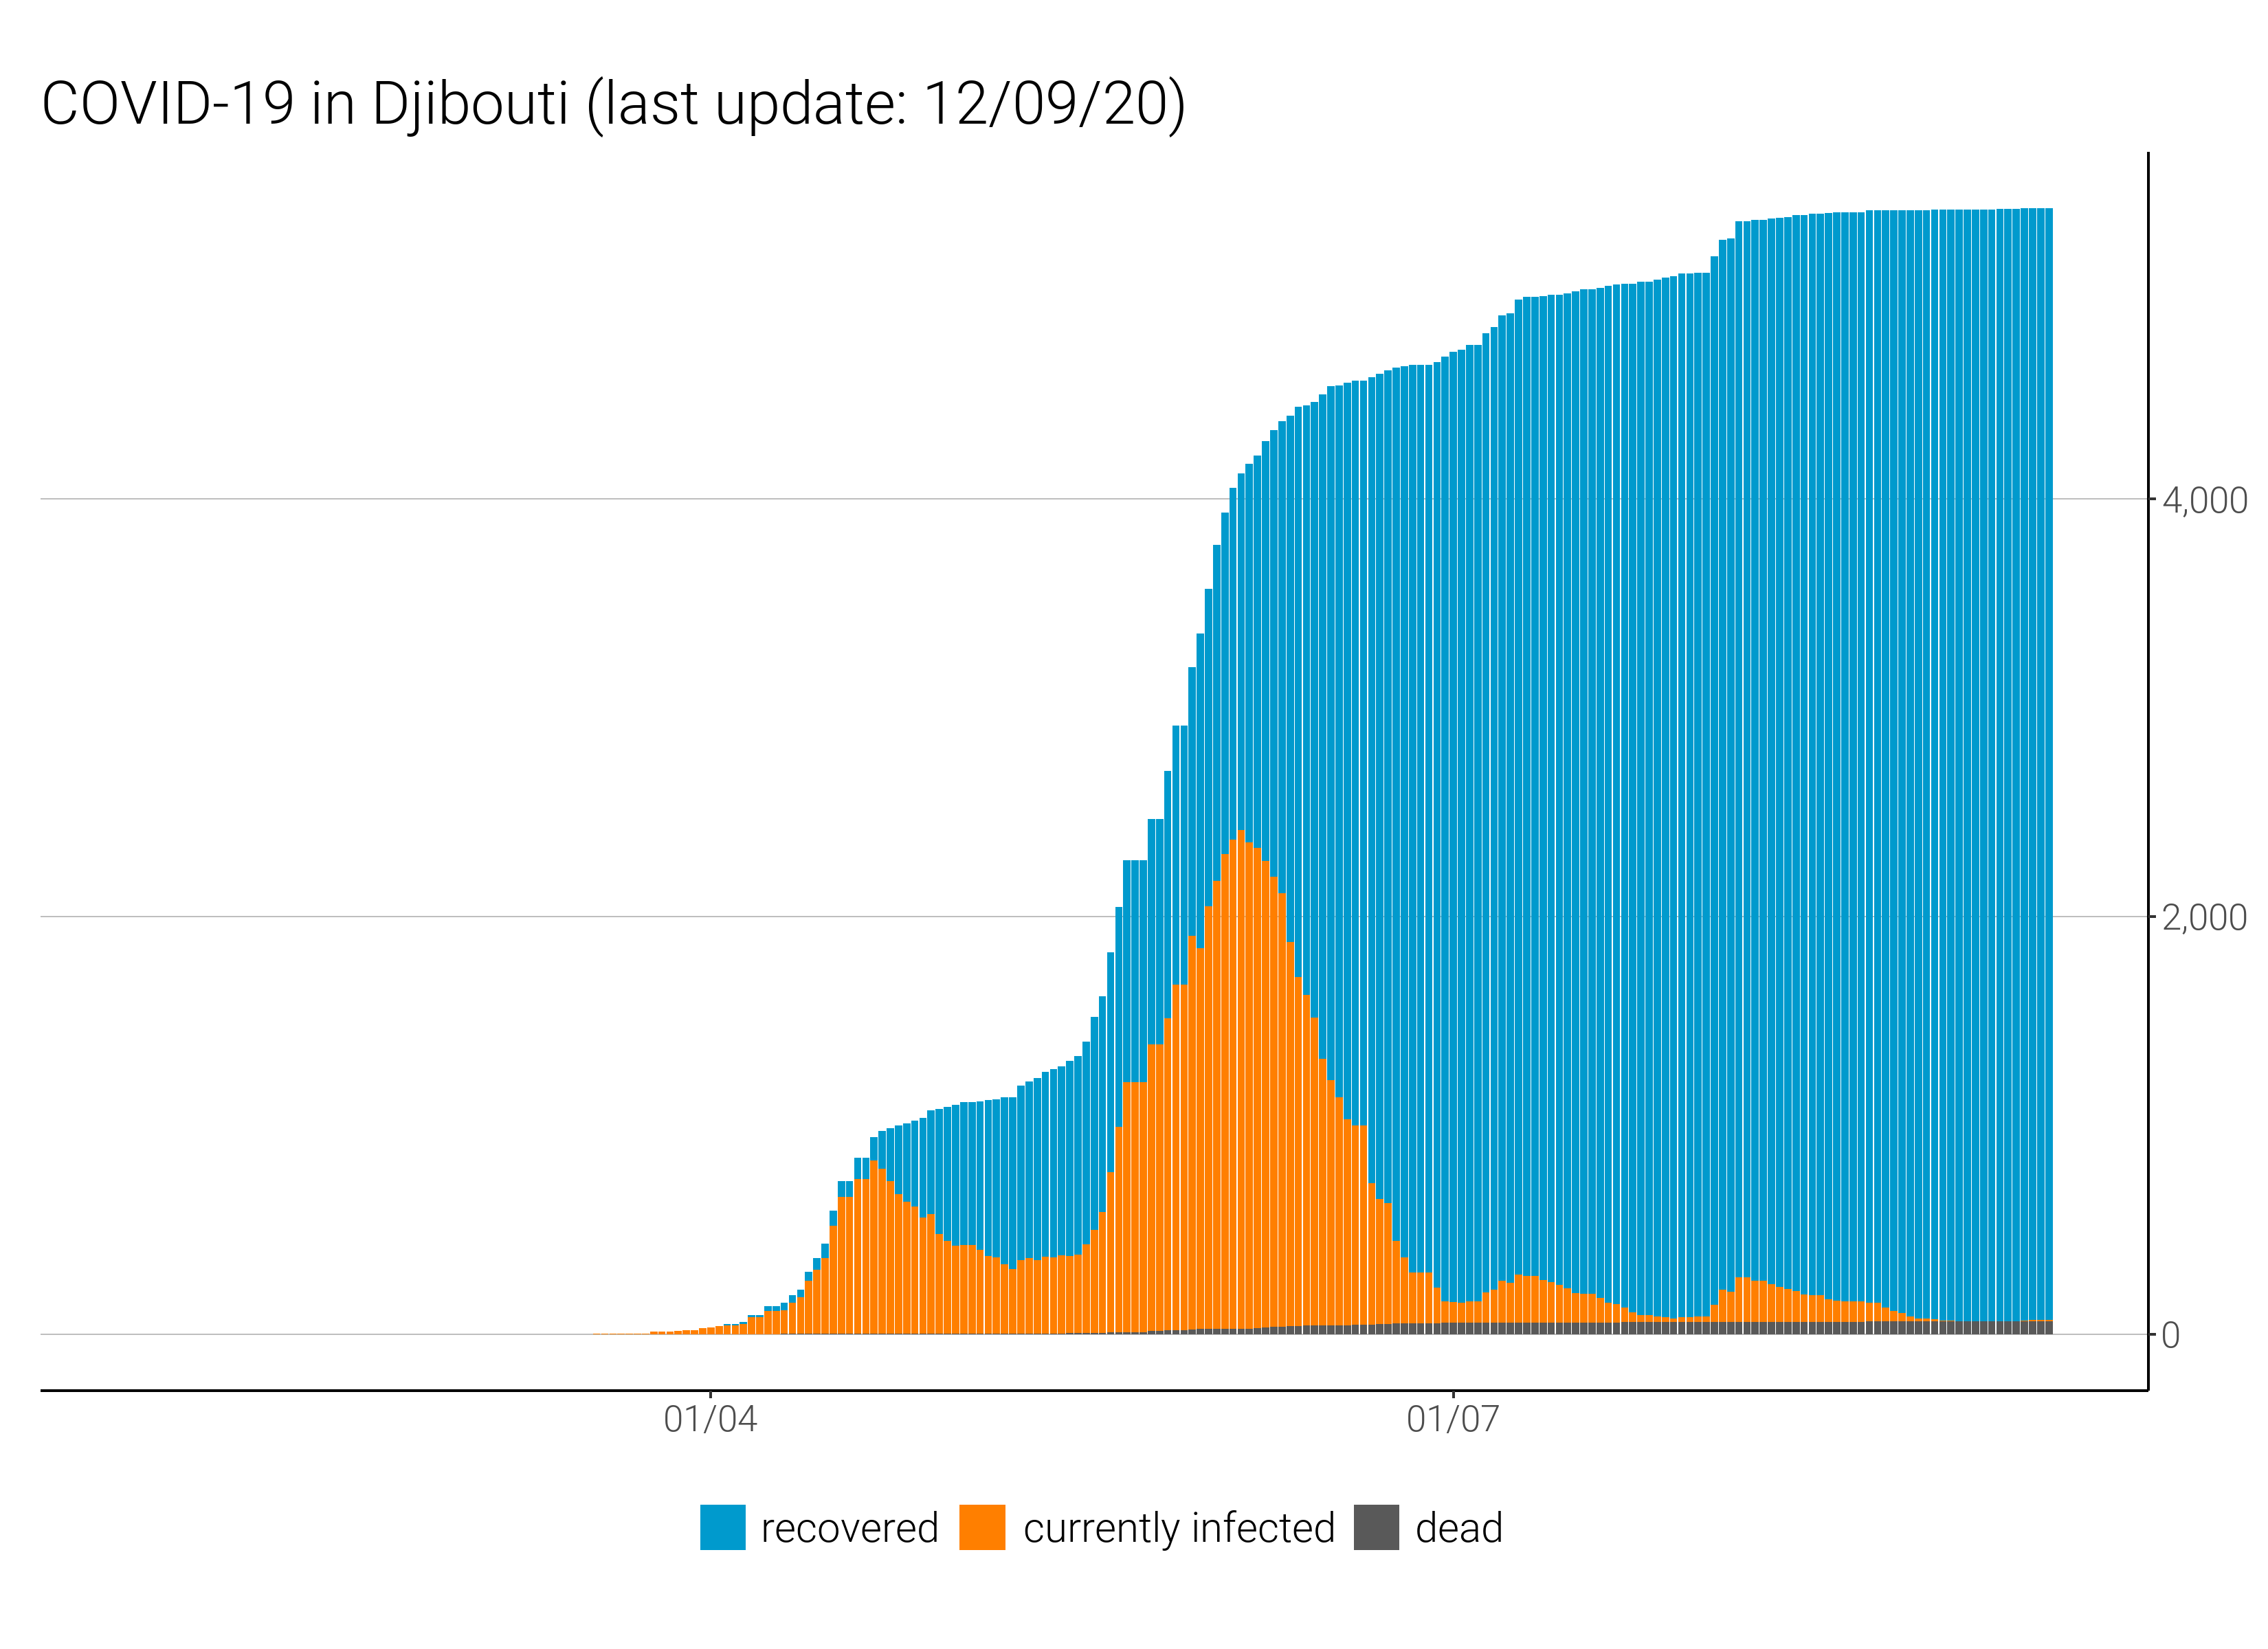 COVID-19 in Djibouti (last update: 12/09/20)
4,000
2,000
0
01/04 01/07
recovered currently infected dead